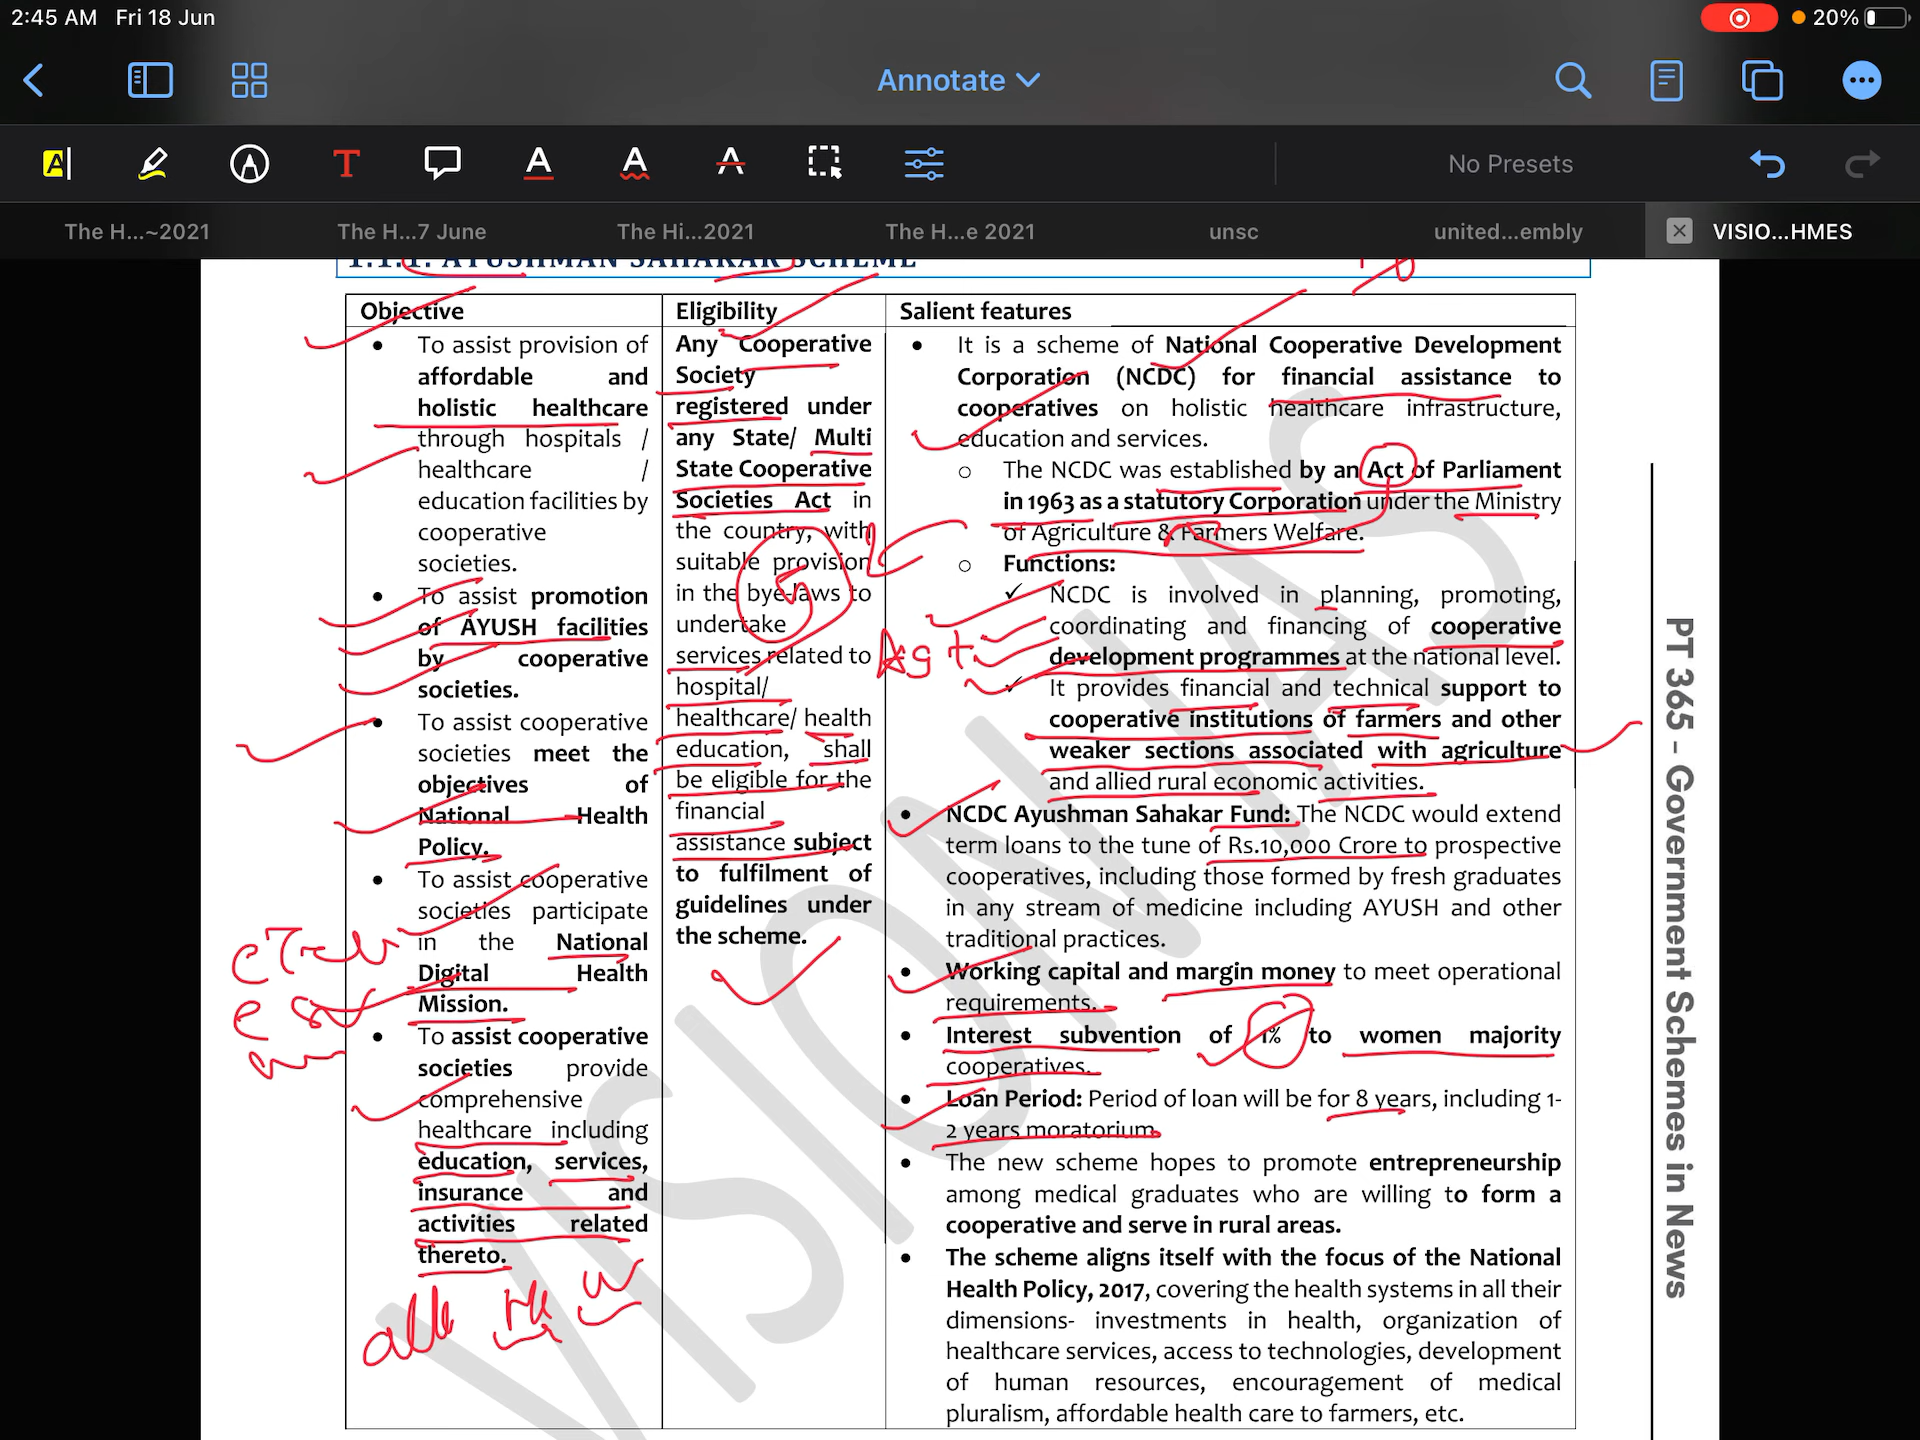 2:45 AM Fri 18 Jun
20%
Annotate
No Presets
The H...~2021
The H...7 June
The Hi...2021
The H...e 2021
unsc
united...embly
VISIO...HMES
1.1.1. AYUSHMAN SAHAKAR SCHEME
Objective
• To assist provision of
affordable and
holistic healthcare
through hospitals /
healthcare /
education facilities by
cooperative
societies.
• To assist promotion
of AYUSH facilities
by cooperative
societies.
• To assist cooperative
societies meet the
objectives of
National Health
Policy.
• To assist cooperative
societies participate
in the National
Digital Health
Mission.
• To assist cooperative
societies provide
comprehensive
healthcare including
education, services,
insurance and
activities related
thereto.
Eligibility
Any Cooperative
Society
registered under
any State/ Multi
State Cooperative
Societies Act in
the country, with
suitable provision
in the bye-laws to
undertake
services related to
hospital/
healthcare/ health
education, shall
be eligible for the
financial
assistance subject
to fulfilment of
guidelines under
the scheme.
5
Salient features
• It is a scheme of National Cooperative Development
Corporation (NCDC) for financial assistance to
cooperatives on holistic healthcare infrastructure,
education and services.
o The NCDC was established by an Act of Parliament
in 1963 as a statutory Corporation under the Ministry
of Agriculture & Farmers Welfare.
o Functions:
✓ NCDC is involved in planning, promoting,
coordinating and financing of cooperative
development programmes at the national level.
✓ It provides financial and technical support to
cooperative institutions of farmers and other
weaker sections associated with agriculture
and allied rural economic activities.
• NCDC Ayushman Sahakar Fund: The NCDC would extend
term loans to the tune of Rs.10,000 Crore to prospective
cooperatives, including those formed by fresh graduates
in any stream of medicine including AYUSH and other
traditional practices.
• Working capital and margin money to meet operational
requirements.
• Interest subvention of 1% to women majority
cooperatives.
• Loan Period: Period of loan will be for 8 years, including 1-
2 years moratorium.
• The new scheme hopes to promote entrepreneurship
among medical graduates who are willing to form a
cooperative and serve in rural areas.
• The scheme aligns itself with the focus of the National
Health Policy, 2017, covering the health systems in all their
dimensions- investments in health, organization of
healthcare services, access to technologies, development
of human resources, encouragement of medical
pluralism, affordable health care to farmers, etc.
PT 365 - Government Schemes in News
VISION IAS